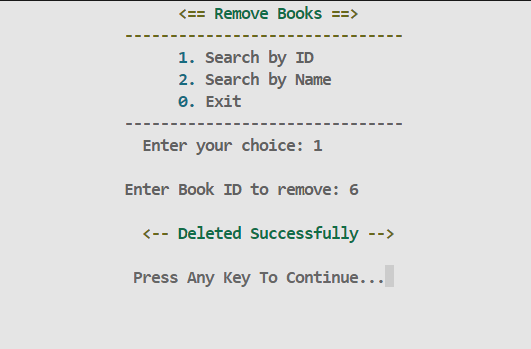 <== Remove Books ==>
-------------------------------
1. Search by ID
2. Search by Name
0. Exit
-------------------------------
Enter your choice: 1
Enter Book ID to remove: 6
<-- Deleted Successfully -->
Press Any Key To Continue...